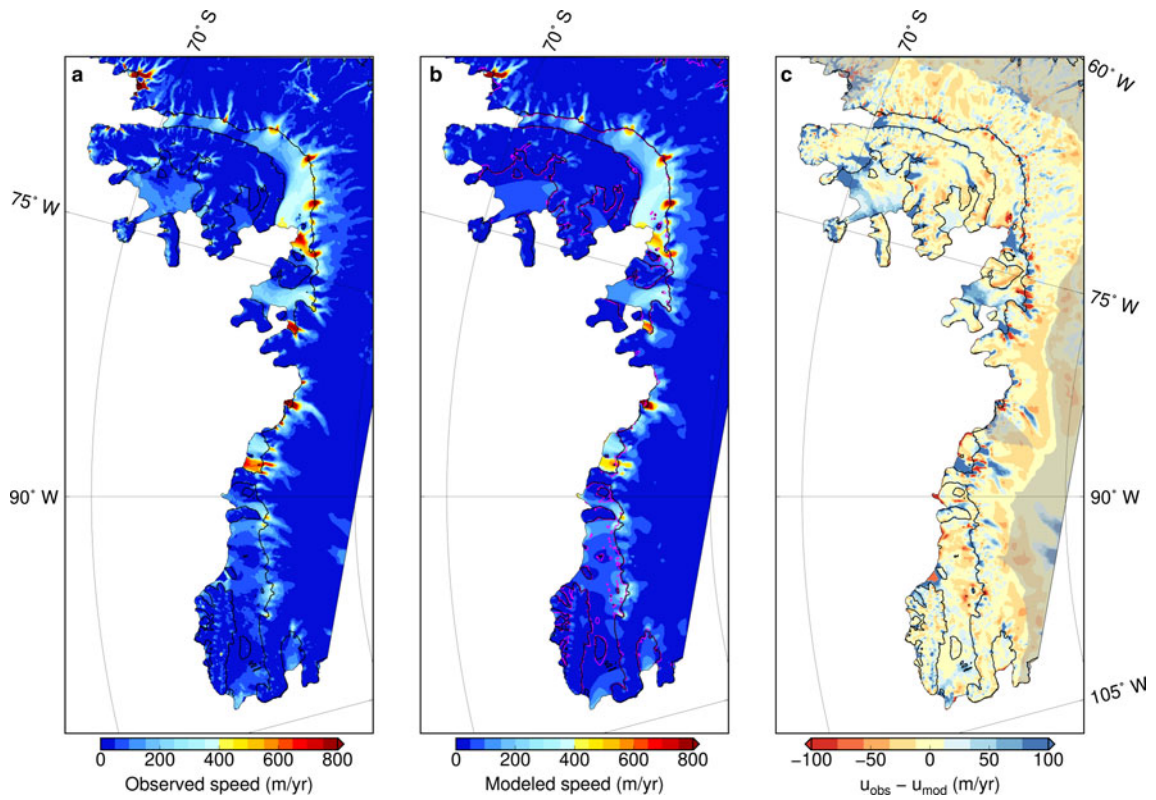 70° S
70° S
70° S
60° W
a
b
c
75° W
75° W
90° W
90° W
105° W
0 200 400 600 800
0 200 400 600 800
−100 −50 0 50 100
Observed speed (m/yr)
Modeled speed (m/yr)
u_obs − u_mod (m/yr)